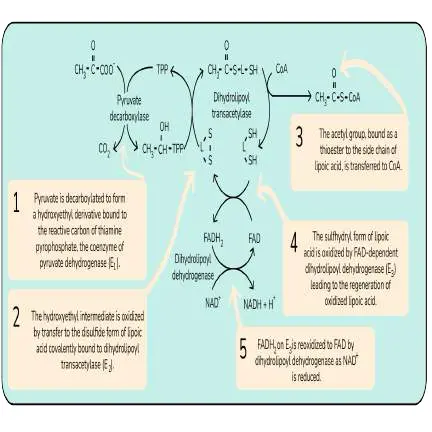 O
CH3-C-COO-
TPP
O
CH3-C-S-L-SH
CoA
O
CH3-C-S-CoA
Pyruvate
decarboxylase
Dihydrolipoyl
transacetylase
OH
CO2
CH3-CH-TPP
S
L
S
SH
L
SH
3
The acetyl group, bound as a
thioester to the side chain of
lipoic acid, is transferred to CoA.
1
Pyruvate is decarboylated to form
a hydroxyethyl derivative bound to
the reactive carbon of thiamine
pyrophosphate, the coenzyme of
pyruvate dehydrogenase (E1).
FADH2
FAD
Dihydrolipoyl
dehydrogenase
NAD+
NADH + H+
4
The sulfhydryl form of lipoic
acid is oxidized by FAD-dependent
dihydrolipoyl dehydrogenase (E3)
leading to the regeneration of
oxidized lipoic acid.
2
The hydroxyethyl intermediate is oxidized
by transfer to the disulfide form of lipoic
acid covalently bound to dihydrolipoyl
transacetylase (E2).
5
FADH2 on E3 is reoxidized to FAD by
dihydrolipoyl dehydrogenase as NAD+
is reduced.